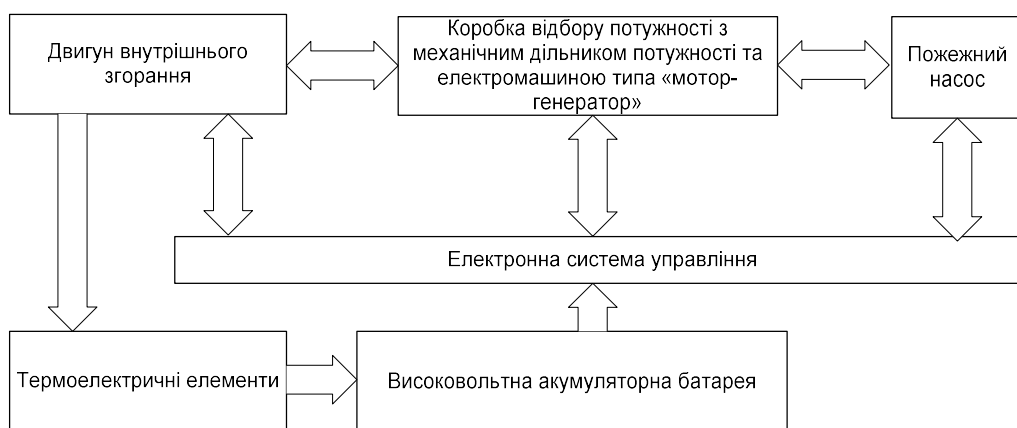 Двигун внутрішнього
згорання
Коробка відбору потужності з
механічним дільником потужності та
електромашиною типа «мотор-
генератор»
Пожежний
насос
Електронна система управління
Термоелектричні елементи
Високовольтна акумуляторна батарея